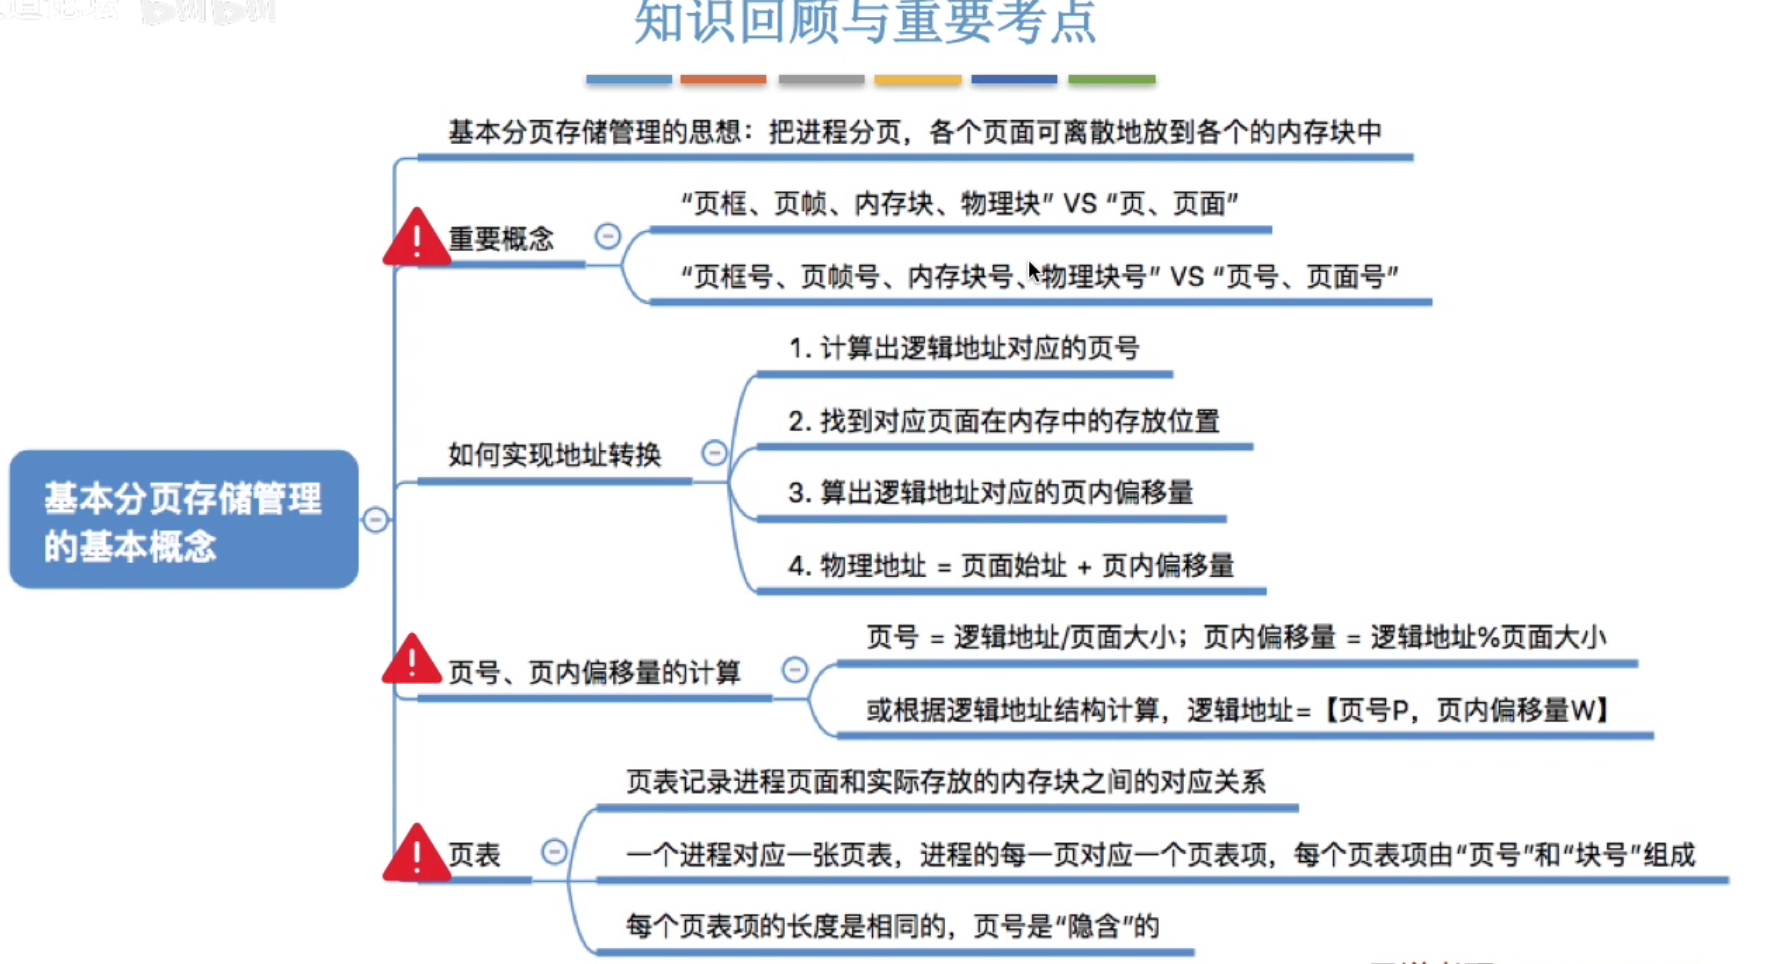 知识回顾与重要考点
基本分页存储管理的思想：把进程分页，各个页面可离散地放到各个的内存块中
重要概念
“页框、页帧、内存块、物理块” VS “页、页面”
“页框号、页帧号、内存块号、物理块号” VS “页号、页面号”
如何实现地址转换
1. 计算出逻辑地址对应的页号
2. 找到对应页面在内存中的存放位置
3. 算出逻辑地址对应的页内偏移量
4. 物理地址 = 页面始址 + 页内偏移量
基本分页存储管理
的基本概念
页号、页内偏移量的计算
页号 = 逻辑地址/页面大小；页内偏移量 = 逻辑地址%页面大小
或根据逻辑地址结构计算，逻辑地址=【页号P，页内偏移量W】
页表
页表记录进程页面和实际存放的内存块之间的对应关系
一个进程对应一张页表，进程的每一页对应一个页表项，每个页表项由“页号”和“块号”组成
每个页表项的长度是相同的，页号是“隐含”的